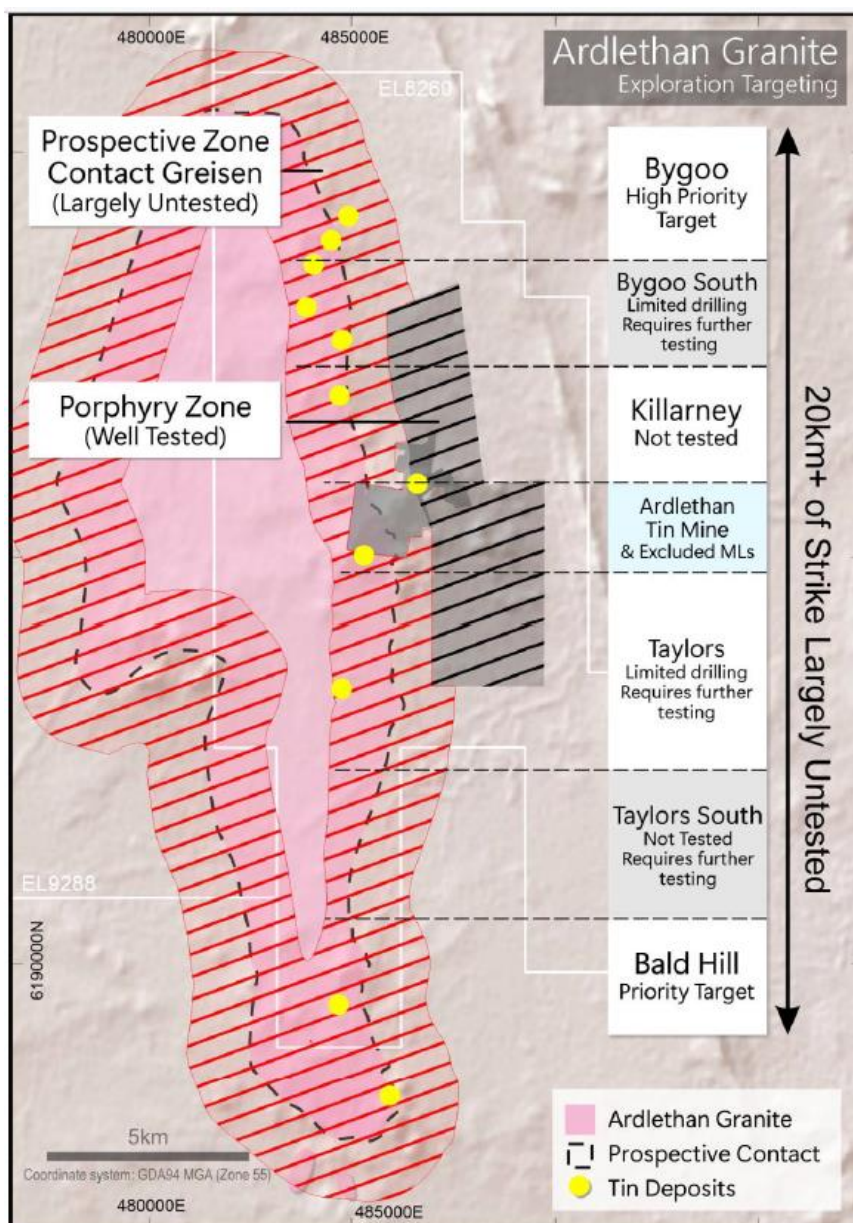 480000E
485000E
Ardlethan Granite
Exploration Targeting
EL8260
Prospective Zone
Contact Greisen
(Largely Untested)
Bygoo
High Priority
Target
Bygoo South
Limited drilling
Requires further
testing
Porphyry Zone
(Well Tested)
Killarney
Not tested
Ardlethan
Tin Mine
& Excluded MLs
Taylors
Limited drilling
Requires further
testing
Taylors South
Not Tested
Requires further
testing
EL9288
Bald Hill
Priority Target
20km+ of Strike Largely Untested
6190000N
5km
Coordinate system: GDA94 MGA (Zone 55)
Ardlethan Granite
Prospective Contact
Tin Deposits
480000E
485000E